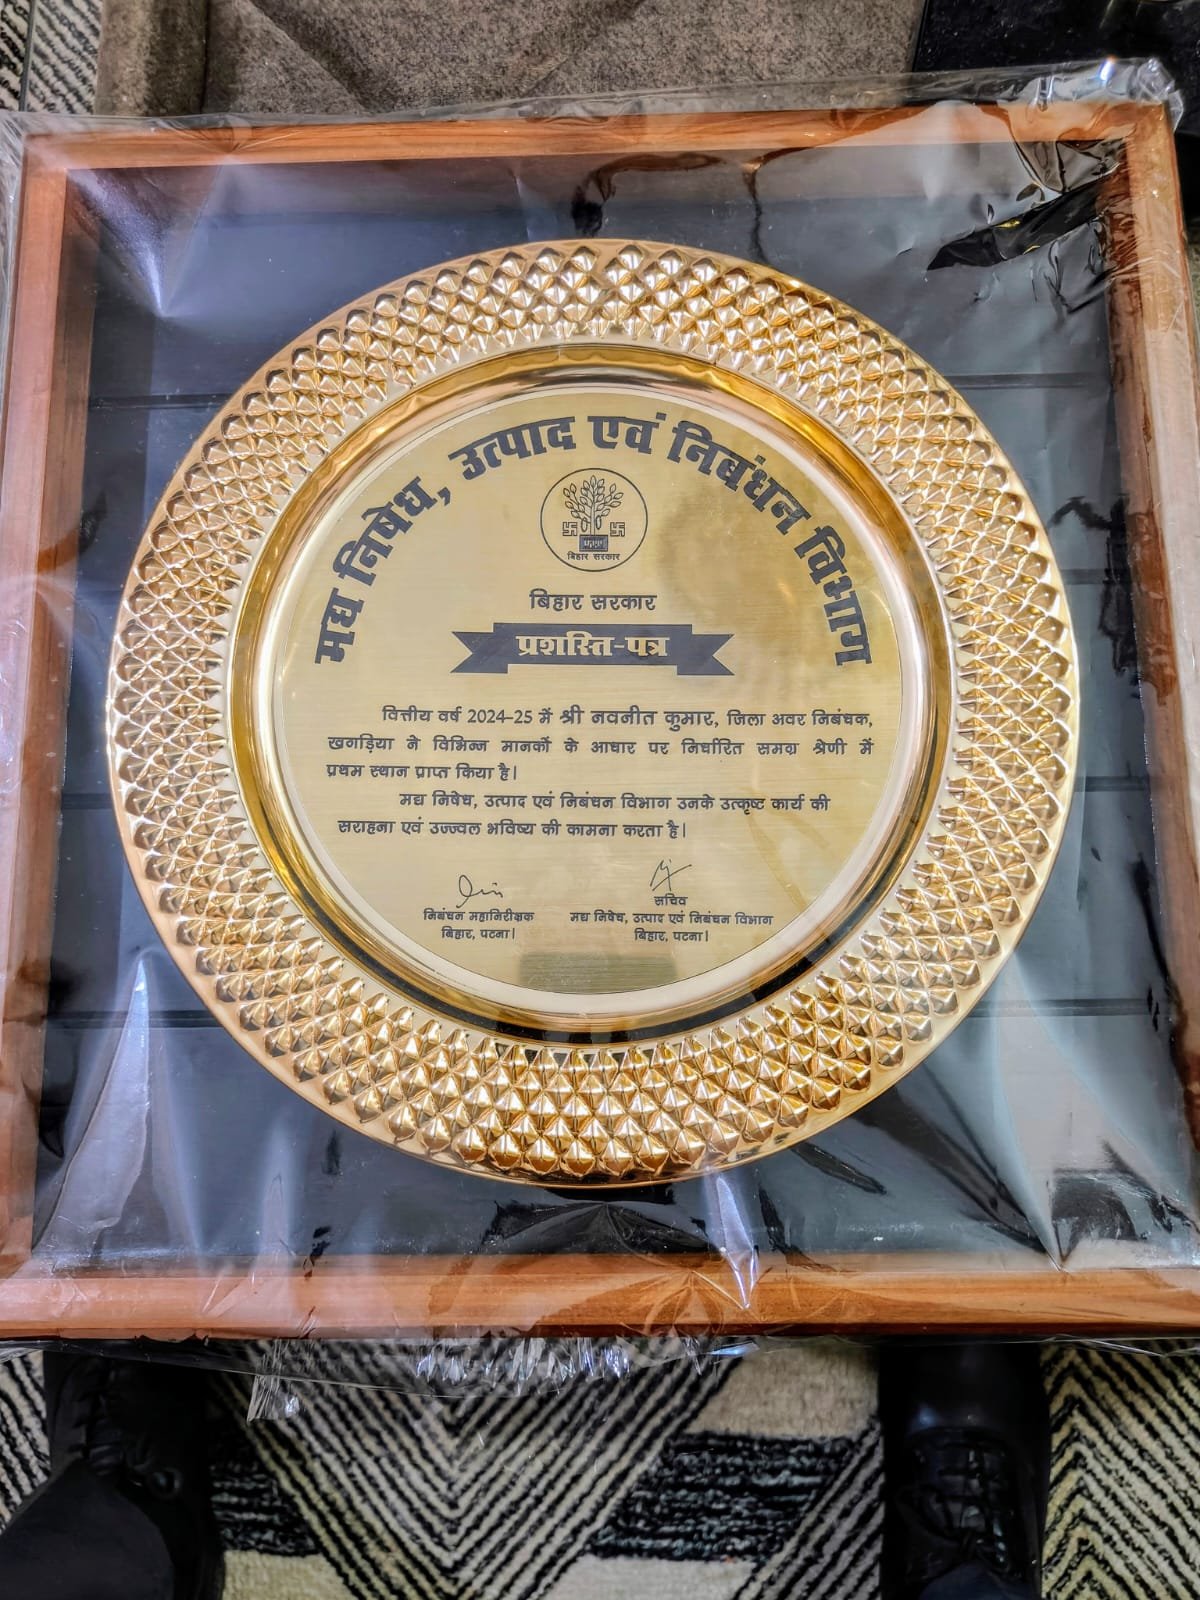 मद्य निषेध, उत्पाद एवं निबंधन विभाग
बिहार सरकार
बिहार सरकार
प्रशस्ति-पत्र
वित्तीय वर्ष 2024-25 में श्री नवनीत कुमार, जिला अवर निबंधक,
खगड़िया ने विभिन्न मानकों के आधार पर निर्धारित समग्र श्रेणी में
प्रथम स्थान प्राप्त किया है।
मद्य निषेध, उत्पाद एवं निबंधन विभाग उनके उत्कृष्ट कार्य की
सराहना एवं उज्ज्वल भविष्य की कामना करता है।
निबंधन महानिरीक्षक
बिहार, पटना।
सचिव
मद्य निषेध, उत्पाद एवं निबंधन विभाग
बिहार, पटना।